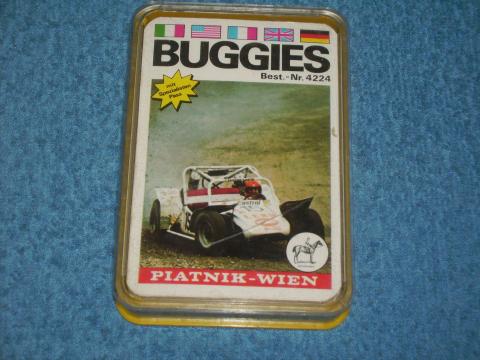 BUGGIES
Best.-Nr. 4224
mit
Spezialisten
Pass
PIATNIK-WIEN